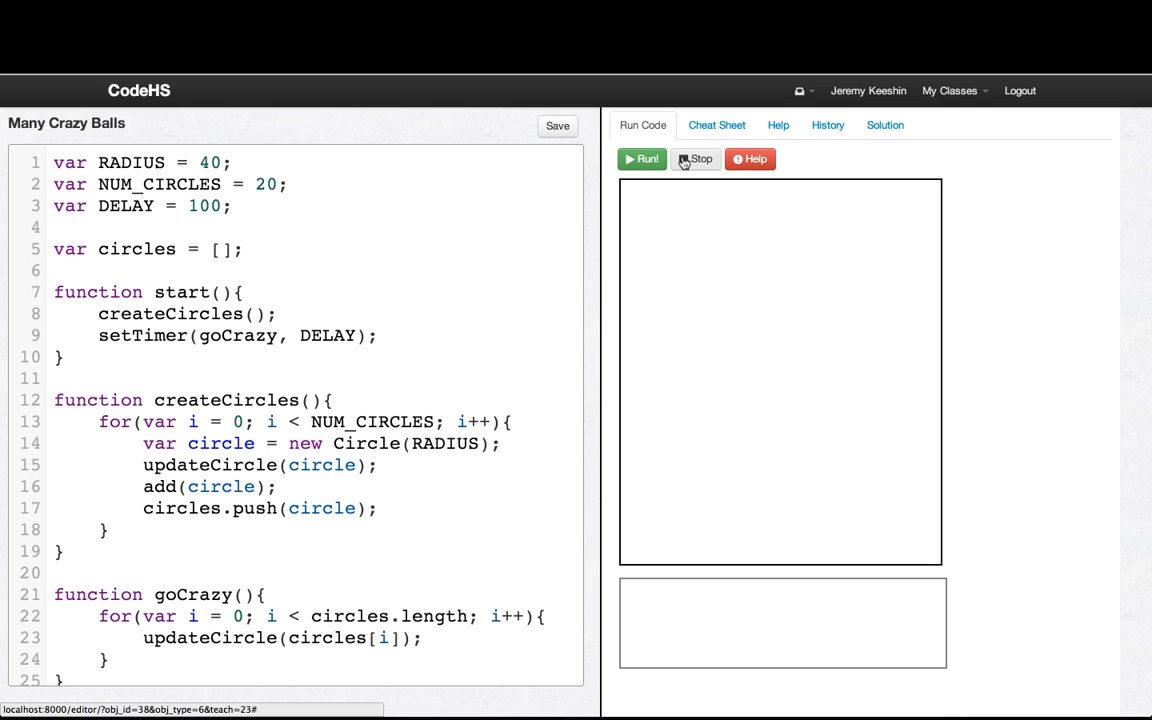 CodeHS
Jeremy Keeshin My Classes Logout
Many Crazy Balls
Save
1 var RADIUS = 40;
2 var NUM_CIRCLES = 20;
3 var DELAY = 100;
4
5 var circles = [];
6
7 function start(){
8 createCircles();
9 setTimer(goCrazy, DELAY);
10 }
11
12 function createCircles(){
13 for(var i = 0; i < NUM_CIRCLES; i++){
14 var circle = new Circle(RADIUS);
15 updateCircle(circle);
16 add(circle);
17 circles.push(circle);
18 }
19 }
20
21 function goCrazy(){
22 for(var i = 0; i < circles.length; i++){
23 updateCircle(circles[i]);
24 }
25 }
Run Code Cheat Sheet Help History Solution
Run! Stop Help
localhost:8000/editor/?obj_id=38&obj_type=6&teach=23#